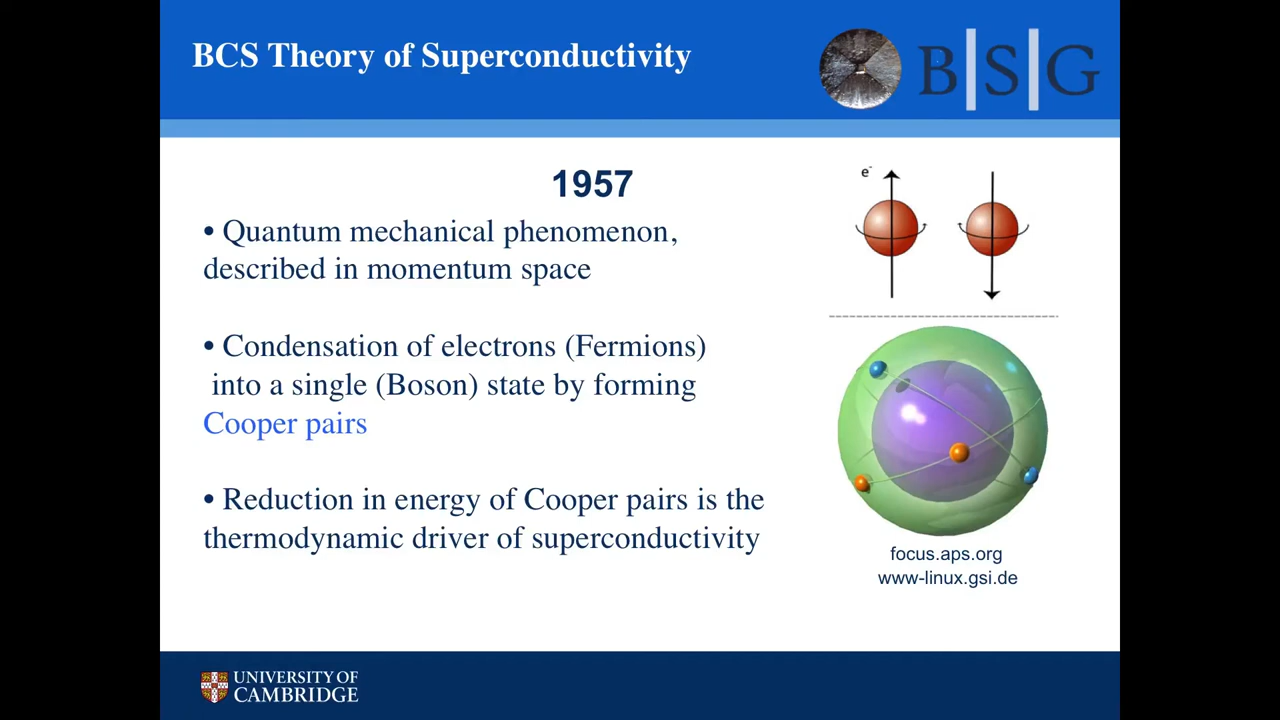 BCS Theory of Superconductivity
B|S|G
1957
• Quantum mechanical phenomenon,
described in momentum space
• Condensation of electrons (Fermions)
into a single (Boson) state by forming
Cooper pairs
• Reduction in energy of Cooper pairs is the
thermodynamic driver of superconductivity
e-
focus.aps.org
www-linux.gsi.de
UNIVERSITY OF
CAMBRIDGE